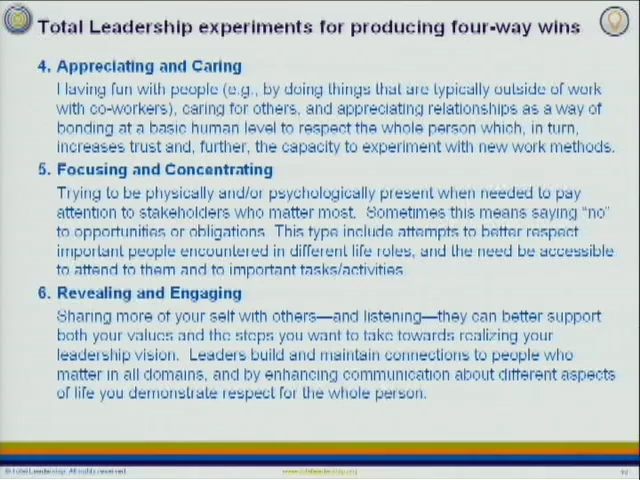 Total Leadership experiments for producing four-way wins
4. Appreciating and Caring
Having fun with people (e.g., by doing things that are typically outside of work
with co-workers), caring for others, and appreciating relationships as a way of
bonding at a basic human level to respect the whole person which, in turn,
increases trust and, further, the capacity to experiment with new work methods.
5. Focusing and Concentrating
Trying to be physically and/or psychologically present when needed to pay
attention to stakeholders who matter most. Sometimes this means saying “no”
to opportunities or obligations. This type include attempts to better respect
important people encountered in different life roles, and the need be accessible
to attend to them and to important tasks/activities.
6. Revealing and Engaging
Sharing more of your self with others—and listening—they can better support
both your values and the steps you want to take towards realizing your
leadership vision. Leaders build and maintain connections to people who
matter in all domains, and by enhancing communication about different aspects
of life you demonstrate respect for the whole person.
© Total Leadership. All rights reserved.
www.totalleadership.org